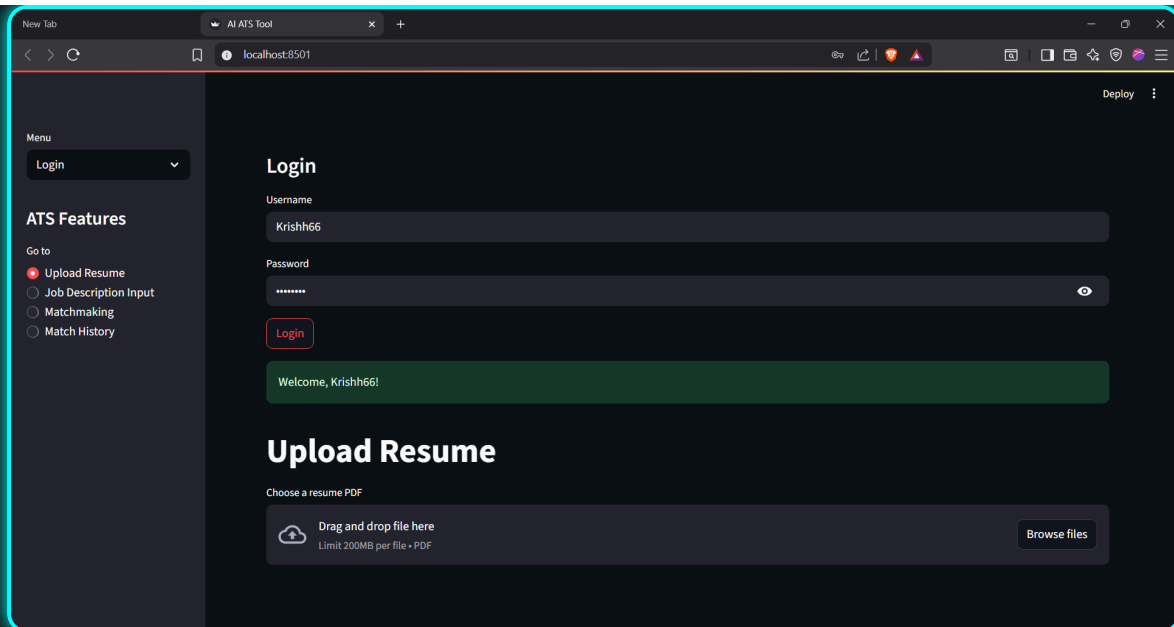 New Tab
AI ATS Tool
localhost:8501
Deploy
Menu
Login
ATS Features
Go to
Upload Resume
Job Description Input
Matchmaking
Match History
Login
Username
Krishh66
Password
••••••••
Login
Welcome, Krishh66!
Upload Resume
Choose a resume PDF
Drag and drop file here
Limit 200MB per file • PDF
Browse files